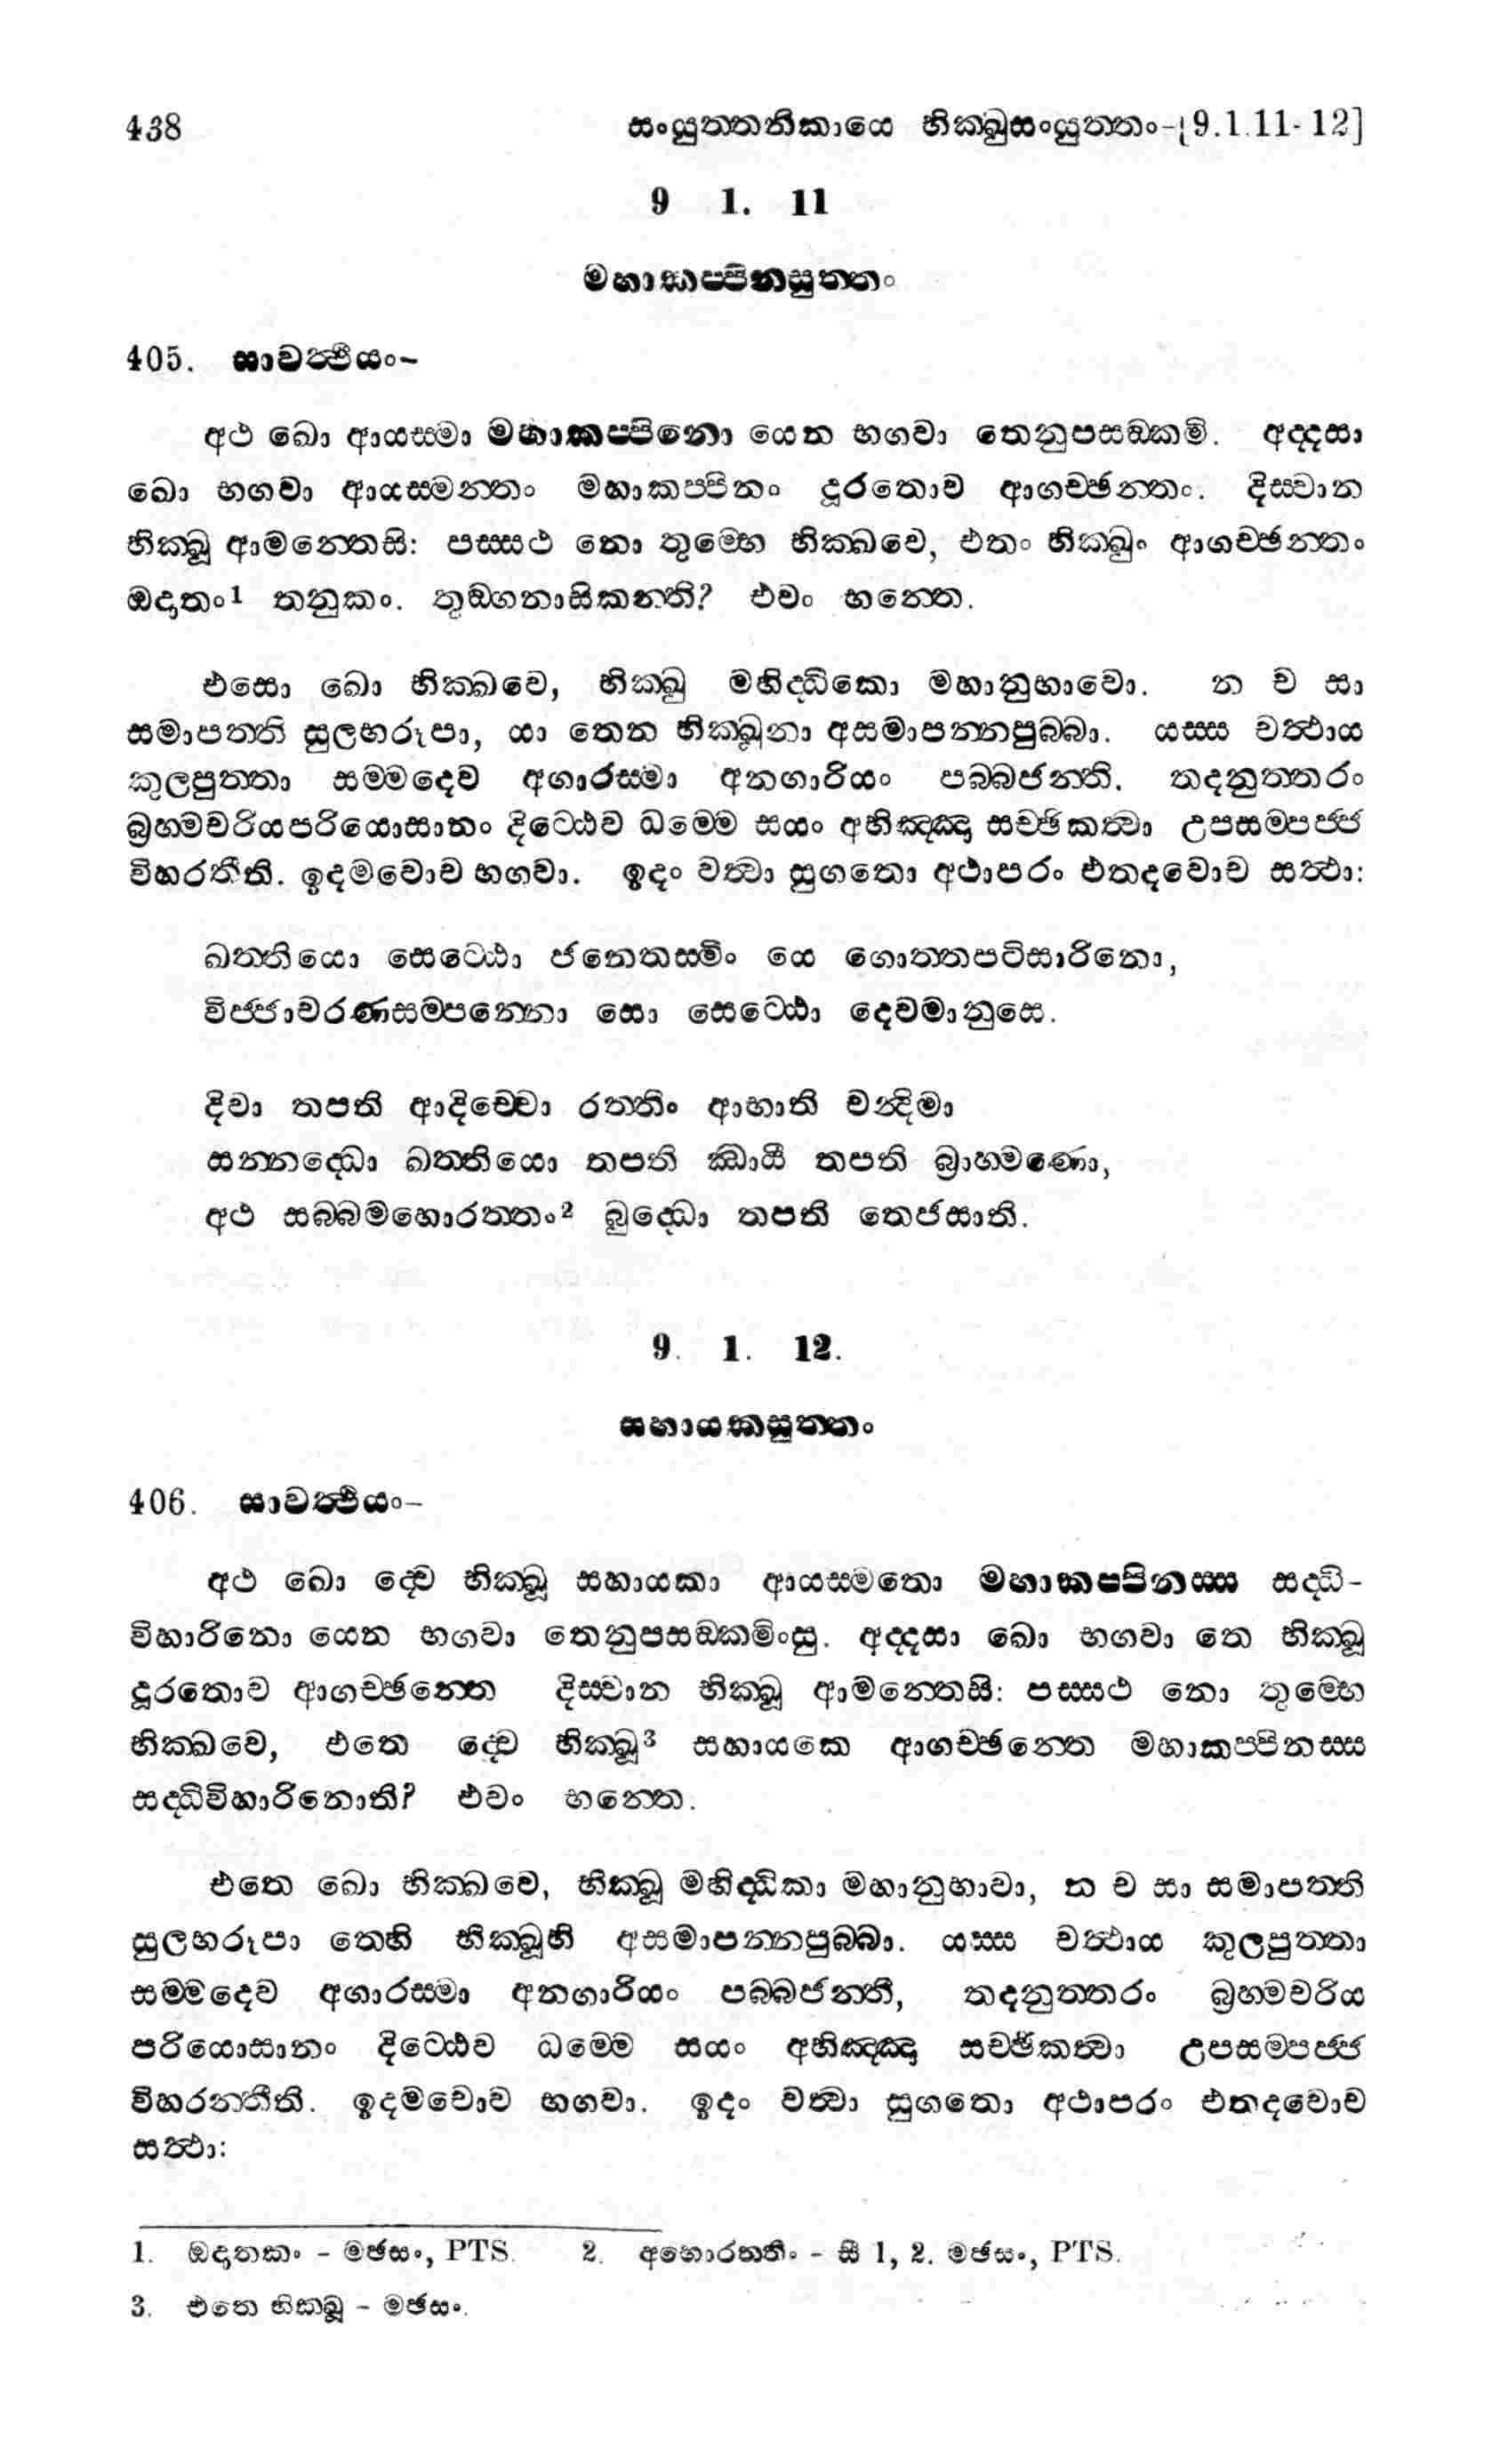 438 සංයුත්තනිකායෙ භික්ඛුසංයුත්තං-[9.1.11-12]
9 1. 11
මහාකප්පිනසුත්තං
405. සාවත්ථියං-
අථ ඛො ආයස්මා මහාකප්පිනො යෙන භගවා තෙනුපසඞ්කමි. අද්දසා
ඛො භගවා ආයස්මන්තං මහාකප්පිනං දූරතොව ආගච්ඡන්තං. දිස්වාන
භික්ඛූ ආමන්තෙසි: පස්සථ නො තුම්හෙ භික්ඛවෙ, එතං භික්ඛුං ආගච්ඡන්තං
ඔදාතං1 තනුකං. තුඞ්ගනාසිකන්ති? එවං භන්තෙ.
එසො ඛො භික්ඛවෙ, භික්ඛු මහිද්ධිකො මහානුභාවො. න ච සා
සමාපත්ති සුලභරූපා, යා තෙන භික්ඛුනා අසමාපන්නපුබ්බා. යස්ස චත්ථාය
කුලපුත්තා සම්මදෙව අගාරස්මා අනගාරියං පබ්බජන්ති. තදනුත්තරං
බ්‍රහ්මචරියපරියොසානං දිට්ඨෙව ධම්මෙ සයං අභිඤ්ඤා සච්ඡිකත්වා උපසම්පජ්ජ
විහරතීති. ඉදමවොච භගවා. ඉදං වත්වා සුගතො අථාපරං එතදවොච සත්ථා:
ඛත්තියො සෙට්ඨො ජනෙතස්මිං යෙ ගොත්තපටිසාරිනො,
විජ්ජාචරණසම්පන්නො සො සෙට්ඨො දෙවමානුසෙ.
දිවා තපති ආදිච්චො රත්තිං ආභාති චන්දිමා
සන්නද්ධො ඛත්තියො තපති ඣායී තපති බ්‍රාහ්මණො,
අථ සබ්බමහොරත්තං2 බුද්ධො තපති තෙජසාති.
9. 1. 12.
සහායකසුත්තං
406. සාවත්ථියං-
අථ ඛො ද්වෙ භික්ඛූ සහායකා ආයස්මතො මහාකප්පිනස්ස සද්ධි-
විහාරිනො යෙන භගවා තෙනුපසඞ්කමිංසු. අද්දසා ඛො භගවා තෙ භික්ඛූ
දූරතොව ආගච්ඡන්තෙ දිස්වාන භික්ඛූ ආමන්තෙසි: පස්සථ නො තුම්හෙ
භික්ඛවෙ, එතෙ ද්වෙ භික්ඛූ3 සහායකෙ ආගච්ඡන්තෙ මහාකප්පිනස්ස
සද්ධිවිහාරිනොති? එවං භන්තෙ.
එතෙ ඛො භික්ඛවෙ, භික්ඛූ මහිද්ධිකා මහානුභාවා, න ච සා සමාපත්ති
සුලභරූපා තෙහි භික්ඛූහි අසමාපන්නපුබ්බා. යස්ස චත්ථාය කුලපුත්තා
සම්මදෙව අගාරස්මා අනගාරියං පබ්බජන්තී, තදනුත්තරං බ්‍රහ්මචරිය
පරියොසානං දිට්ඨෙව ධම්මෙ සයං අභිඤ්ඤා සච්ඡිකත්වා උපසම්පජ්ජ
විහරන්තීති. ඉදමවොච භගවා. ඉදං වත්වා සුගතො අථාපරං එතදවොච
සත්ථා:
1. ඔදාතකං - මඡසං, PTS. 2. අහොරත්තිං - සී 1, 2. මඡසං, PTS.
3. එතෙ භික්ඛූ - මඡසං.